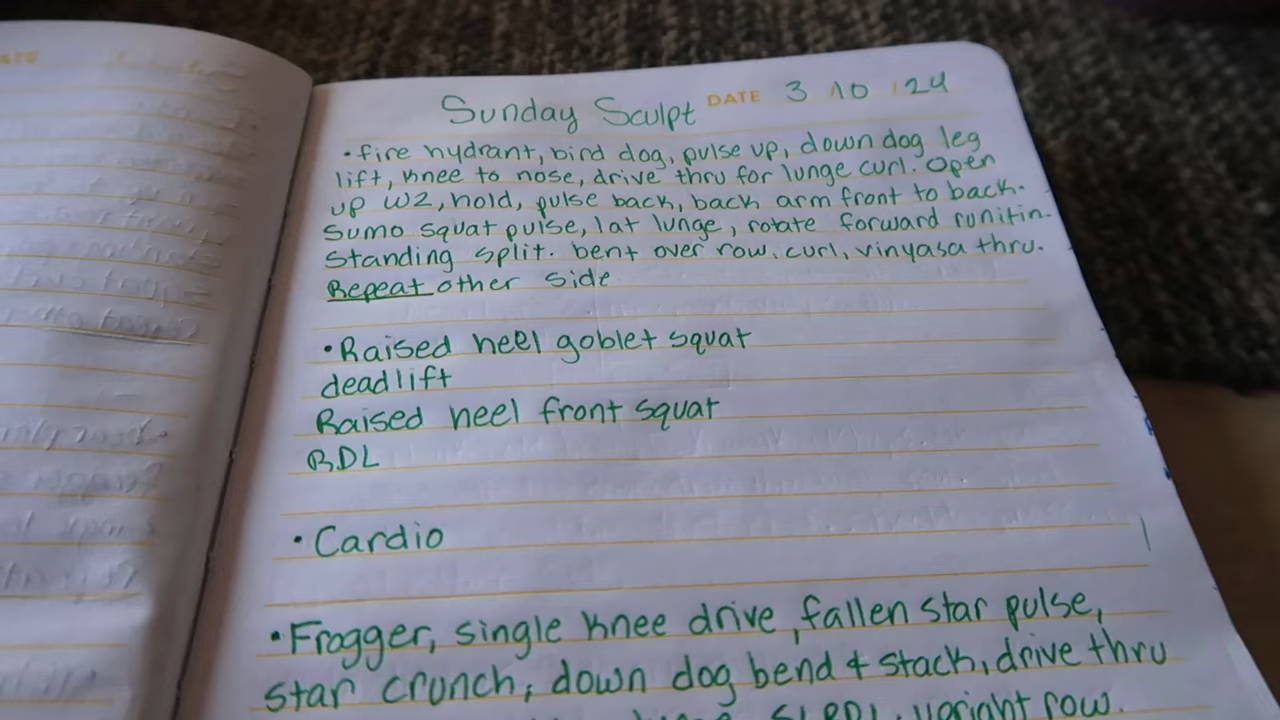 Sunday Sculpt DATE 3 10 24
• fire hydrant, bird dog, pulse up, down dog leg
lift, knee to nose, drive thru for lunge curl. Open
up W2, hold, pulse back, back arm front to back.
Sumo squat pulse, lat lunge, rotate forward runitin.
Standing split. bent over row, curl, vinyasa thru.
Repeat other side
• Raised heel goblet squat
deadlift
Raised heel front squat
RDL
• Cardio
• Frogger, single knee drive, fallen star pulse,
star crunch, down dog bend + stack, drive thru
SLRDL, upright row.